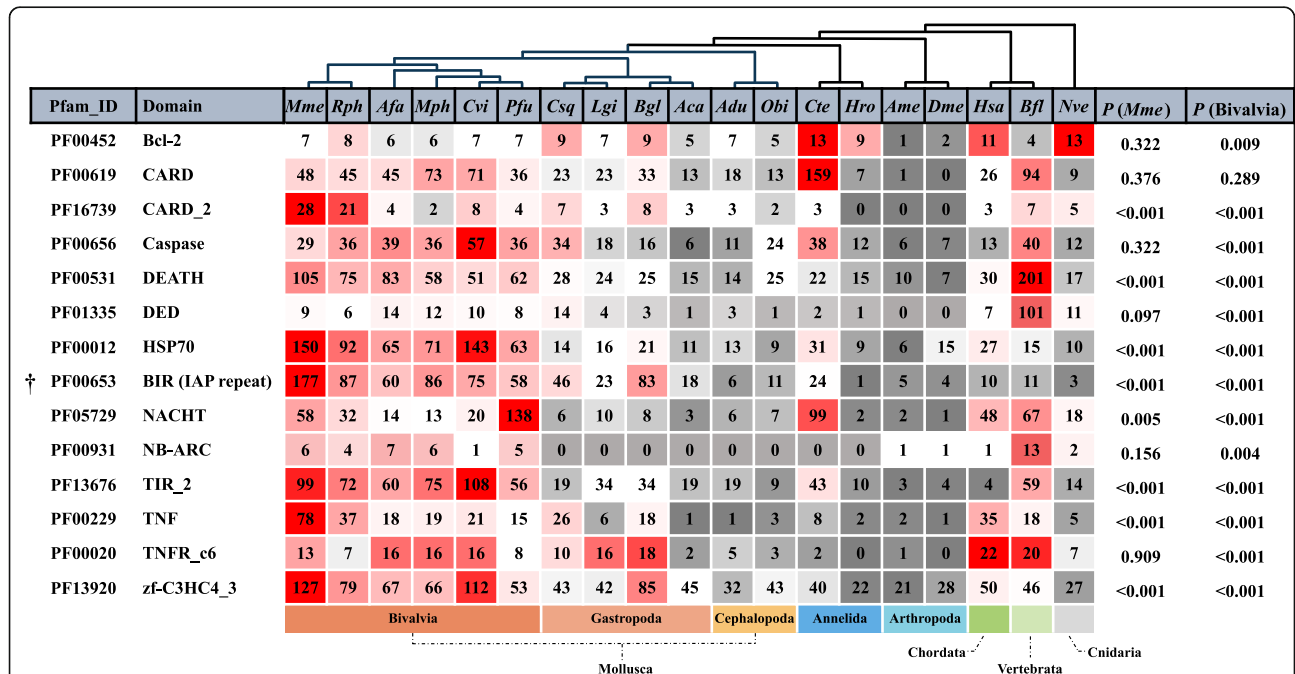 Pfam_ID Domain Mme Rph Afa Mph Cvi Pfu Csq Lgi Bgl Aca Adu Obi Cte Hro Ame Dme Hsa Bfl Nve P (Mme) P (Bivalvia)
PF00452 Bcl-2 7 8 6 6 7 7 9 7 9 5 7 5 13 9 1 2 11 4 13 0.322 0.009
PF00619 CARD 48 45 45 73 71 36 23 23 33 13 18 13 159 7 1 0 26 94 9 0.376 0.289
PF16739 CARD_2 28 21 4 2 8 4 7 3 8 3 3 2 3 0 0 0 3 7 5 <0.001 <0.001
PF00656 Caspase 29 36 39 36 57 36 34 18 16 6 11 24 38 12 6 7 13 40 12 0.322 <0.001
PF00531 DEATH 105 75 83 58 51 62 28 24 25 15 14 25 22 15 10 7 30 201 17 <0.001 <0.001
PF01335 DED 9 6 14 12 10 8 14 4 3 1 3 1 2 1 0 0 7 101 11 0.097 <0.001
PF00012 HSP70 150 92 65 71 143 63 14 16 21 11 13 9 31 9 6 15 27 15 10 <0.001 <0.001
† PF00653 BIR (IAP repeat) 177 87 60 86 75 58 46 23 83 18 6 11 24 1 5 4 10 11 3 <0.001 <0.001
PF05729 NACHT 58 32 14 13 20 138 6 10 8 3 6 7 99 2 2 1 48 67 18 0.005 <0.001
PF00931 NB-ARC 6 4 7 6 1 5 0 0 0 0 0 0 0 0 1 1 1 13 2 0.156 0.004
PF13676 TIR_2 99 72 60 75 108 56 19 34 34 19 19 9 43 10 3 4 4 59 14 <0.001 <0.001
PF00229 TNF 78 37 18 19 21 15 26 6 18 1 1 3 8 2 2 1 35 18 5 <0.001 <0.001
PF00020 TNFR_c6 13 7 16 16 16 8 10 16 18 2 5 3 2 0 1 0 22 20 7 0.909 <0.001
PF13920 zf-C3HC4_3 127 79 67 66 112 53 43 42 85 45 32 43 40 22 21 28 50 46 27 <0.001 <0.001
Bivalvia Gastropoda Cephalopoda Annelida Arthropoda
Chordata Cnidaria
Mollusca Vertebrata